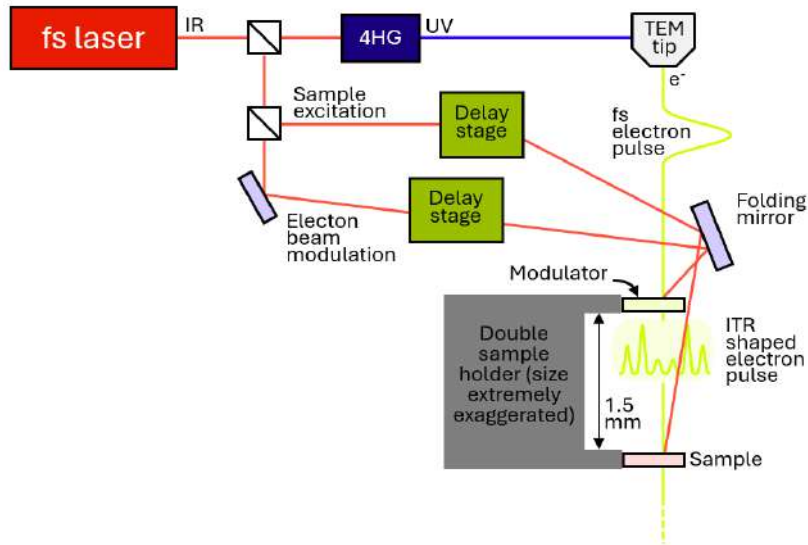 fs laser
IR
4HG
UV
TEM
tip
e-
Sample
excitation
Delay
stage
fs
electron
pulse
Delay
stage
Electon
beam
modulation
Folding
mirror
Modulator
Double
sample
holder (size
extremely
exaggerated)
1.5
mm
ITR
shaped
electron
pulse
Sample